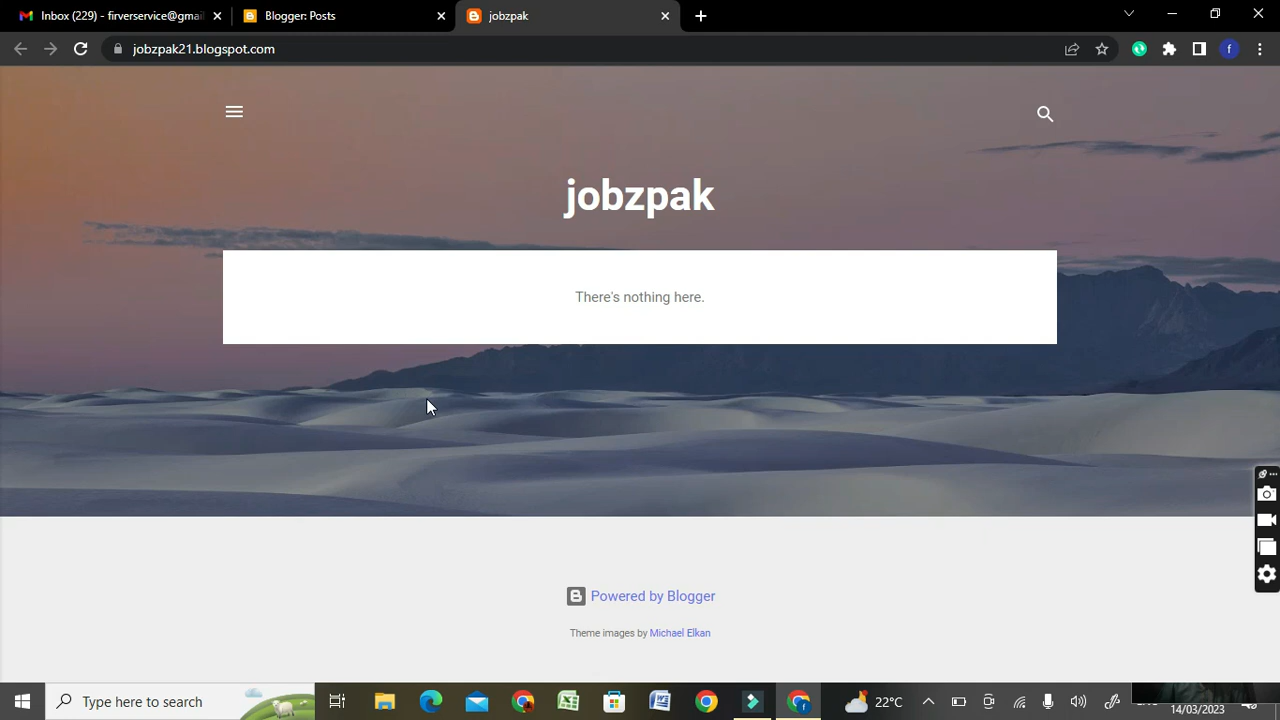 Inbox (229) - firverservice@gmai
Blogger: Posts
jobzpak
jobzpak21.blogspot.com
f
jobzpak
There's nothing here.
Powered by Blogger
Theme images by Michael Elkan
Type here to search
22°C
14/03/2023